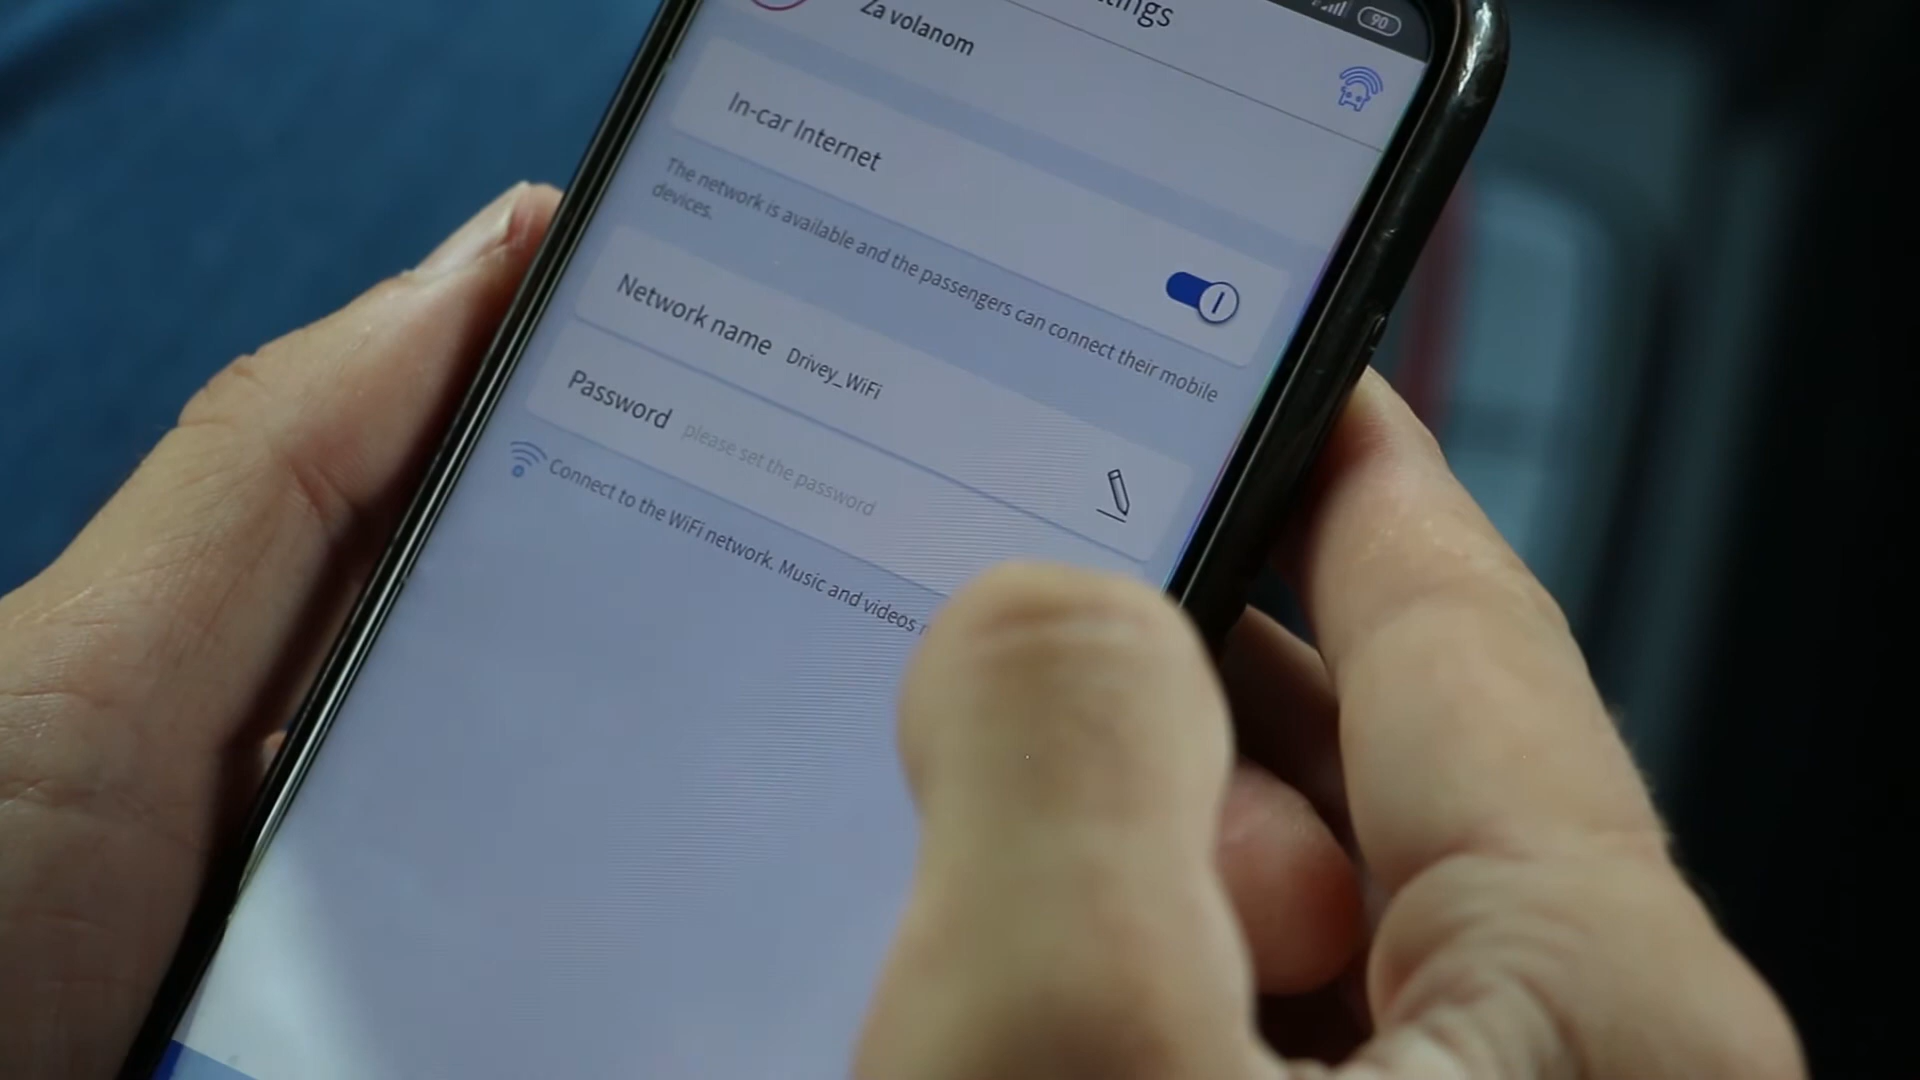 90
Za volanom
In-car Internet
The network is available and the passengers can connect their mobile
devices.
Network name Drivey_WiFi
Password please set the password
Connect to the WiFi network. Music and videos